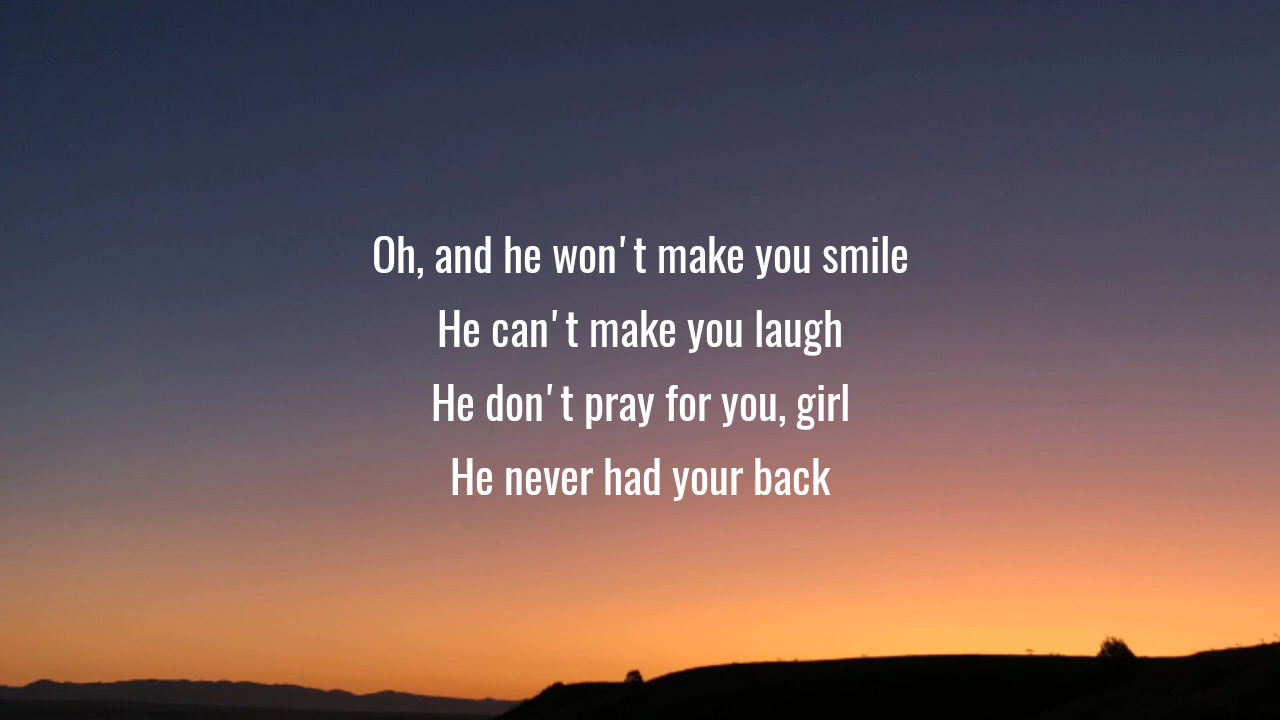 Oh, and he won't make you smile
He can't make you laugh
He don't pray for you, girl
He never had your back